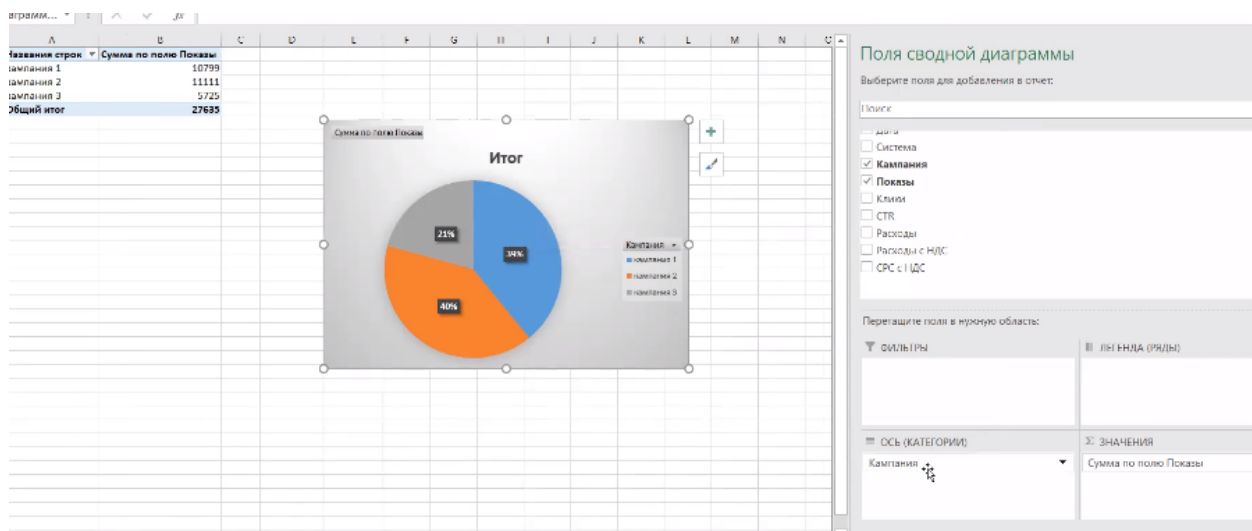 A B C D E F G H I J K L M N O
Названия строк Сумма по полю Показы
кампания 1 10799
кампания 2 11111
кампания 3 5725
Общий итог 27635
Сумма по полю Показы
Итог
21%
39%
40%
Кампания
кампания 1
кампания 2
кампания 3
Поля сводной диаграммы
Выберите поля для добавления в отчет:
Поиск
Дата
Система
Кампания
Показы
Клики
CTR
Расходы
Расходы с НДС
CPC с НДС
Перетащите поля в нужную область:
ФИЛЬТРЫ
ЛЕГЕНДА (РЯДЫ)
ОСЬ (КАТЕГОРИИ)
Σ ЗНАЧЕНИЯ
Кампания
Сумма по полю Показы